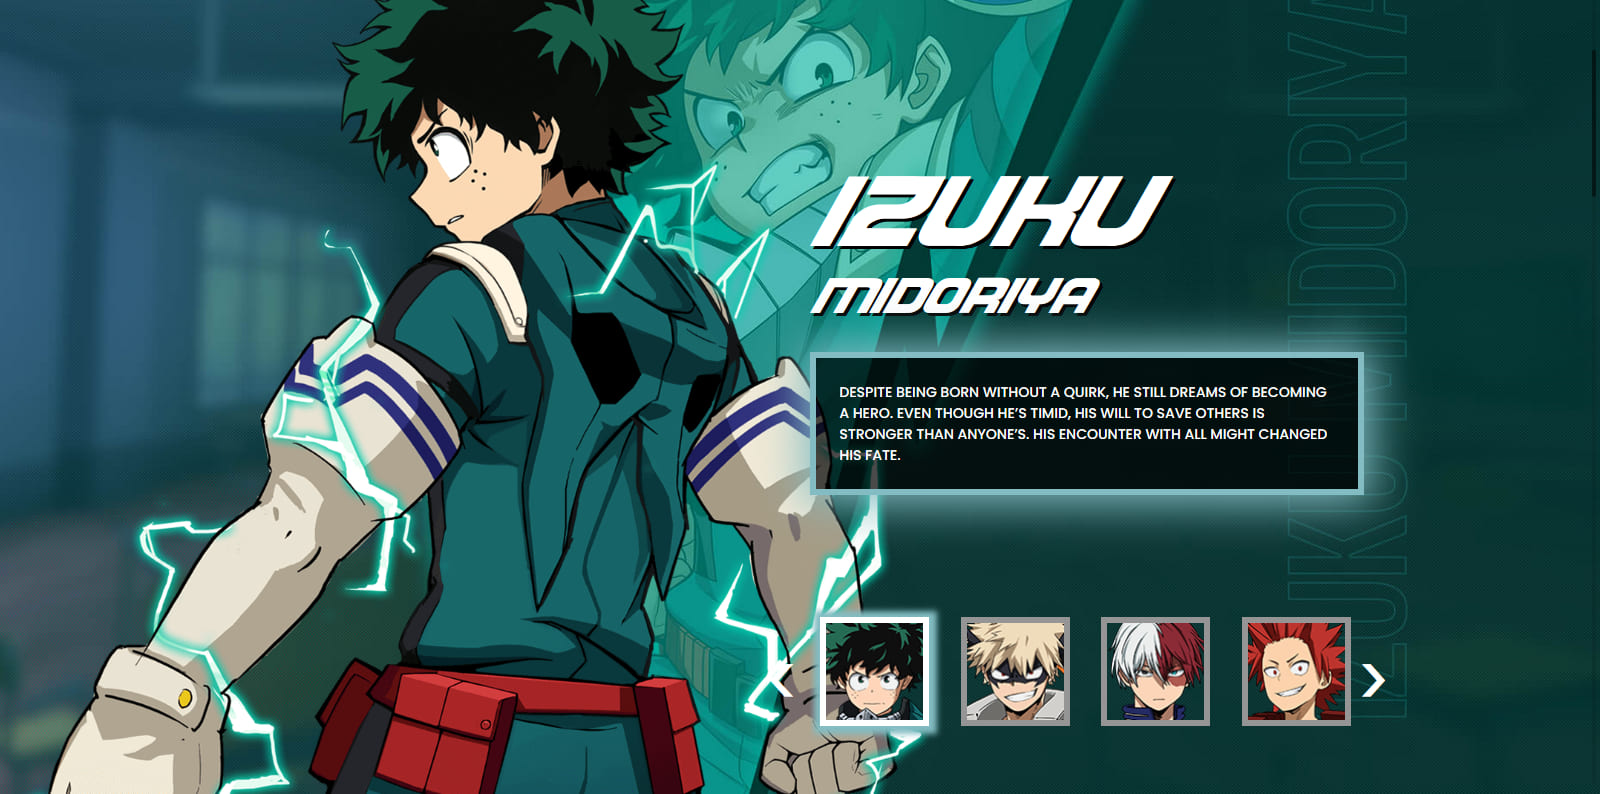 IZUKU
MIDORIYA
DESPITE BEING BORN WITHOUT A QUIRK, HE STILL DREAMS OF BECOMING
A HERO. EVEN THOUGH HE’S TIMID, HIS WILL TO SAVE OTHERS IS
STRONGER THAN ANYONE’S. HIS ENCOUNTER WITH ALL MIGHT CHANGED
HIS FATE.
IZUKU MIDORIYA